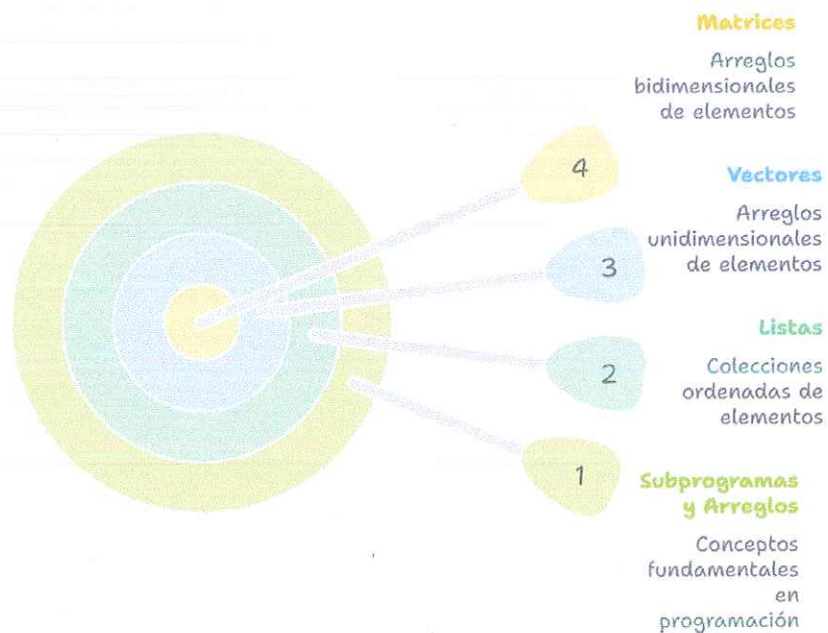 Matrices
Arreglos
bidimensionales
de elementos
4
Vectores
Arreglos
unidimensionales
de elementos
3
Listas
Colecciones
ordenadas de
elementos
2
1
Subprogramas
y Arreglos
Conceptos
fundamentales
en
programación